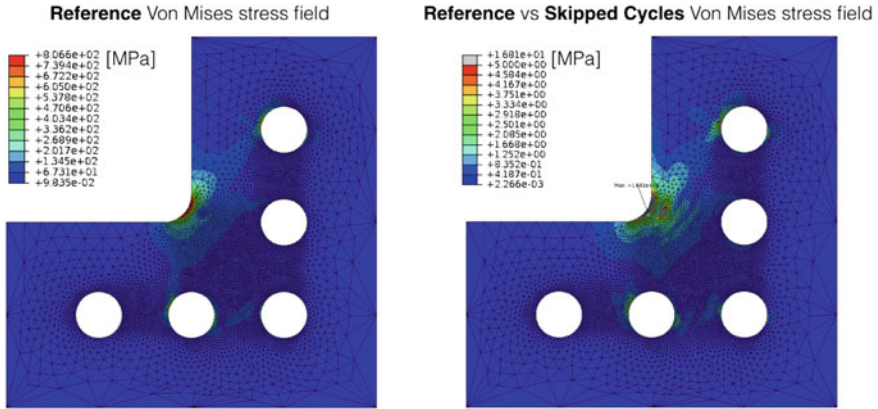 Reference Von Mises stress field
Reference vs Skipped Cycles Von Mises stress field
[MPa]
+8.066e+02
+7.394e+02
+6.722e+02
+6.050e+02
+5.378e+02
+4.706e+02
+4.034e+02
+3.362e+02
+2.689e+02
+2.017e+02
+1.345e+02
+6.731e+01
+9.835e-02
[MPa]
+1.681e+01
+5.000e+00
+4.584e+00
+4.167e+00
+3.751e+00
+3.334e+00
+2.918e+00
+2.501e+00
+2.085e+00
+1.668e+00
+1.252e+00
+8.352e-01
+4.187e-01
+2.266e-03